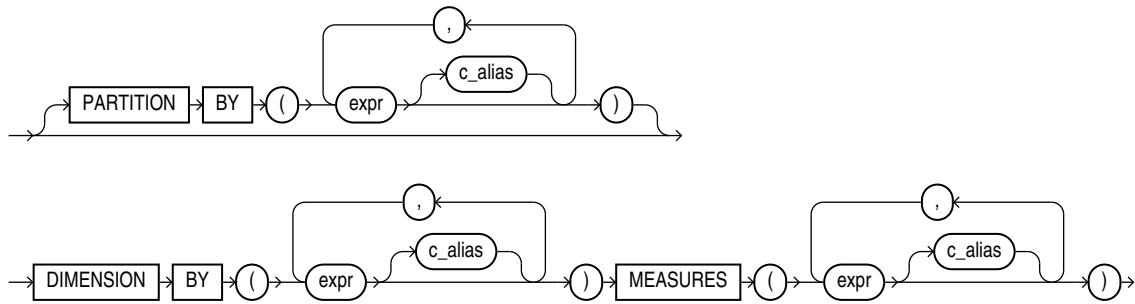 ,
c_alias
PARTITION BY ( expr )
, ,
c_alias c_alias
DIMENSION BY ( expr ) MEASURES ( expr )